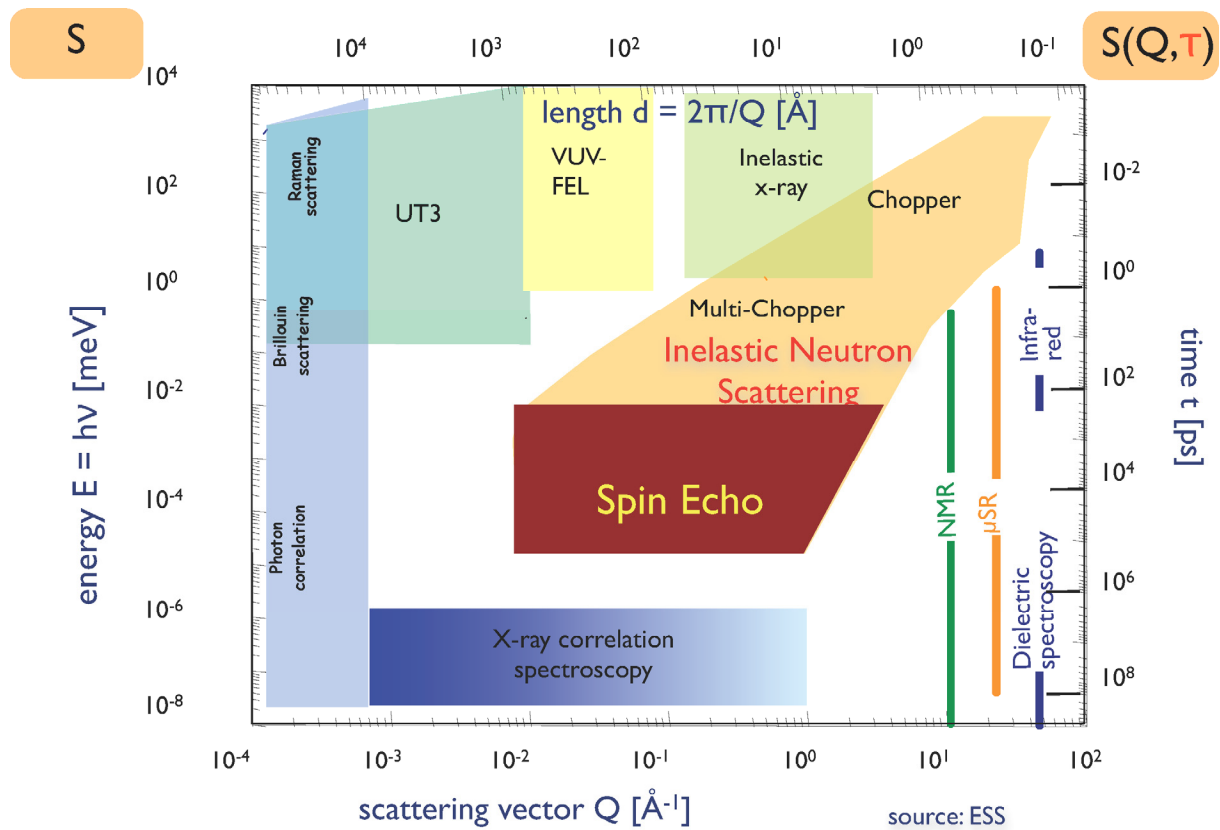 S
S(Q,τ)
10⁴ 10³ 10² 10¹ 10⁰ 10⁻¹
length d = 2π/Q [Å]
10⁴
10²
10⁰
10⁻²
10⁻⁴
10⁻⁶
10⁻⁸
energy E = hν [meV]
Raman
scattering
Brillouin
scattering
Photon
correlation
UT3
VUV-
FEL
Inelastic
x-ray
Chopper
Multi-Chopper
Inelastic Neutron
Scattering
Spin Echo
X-ray correlation
spectroscopy
NMR
μSR
Infra-
red
Dielectric
spectroscopy
10⁻²
10⁰
10²
10⁴
10⁶
10⁸
time t [ps]
10⁻⁴ 10⁻³ 10⁻² 10⁻¹ 10⁰ 10¹ 10²
scattering vector Q [Å⁻¹]
source: ESS